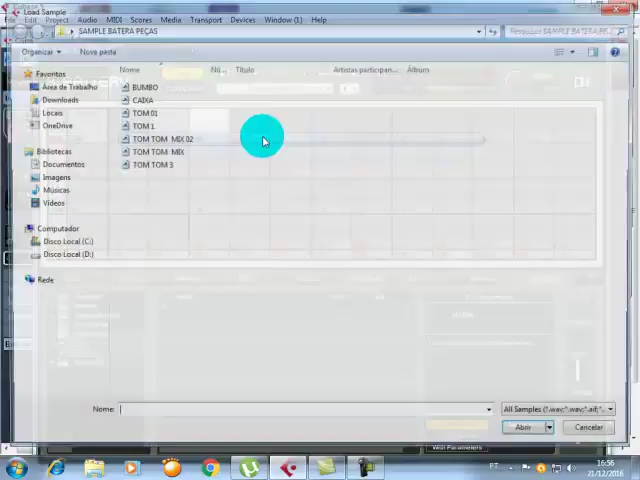 Load Sample
Edit Project Audio MIDI Scores Media Transport Devices Window (1) Help
SAMPLE BATERA PEÇAS
Organizar Nova pasta
Nome Nú... Título Artistas participan... Álbum
Favoritos
Área de Trabalho
Downloads
Locais
OneDrive
Bibliotecas
Documentos
Imagens
Músicas
Vídeos
Computador
Disco Local (C:)
Disco Local (D:)
Rede
BUMBO
CAIXA
TOM 01
TOM 1
TOM TOM MIX 02
TOM TOM MIX
TOM TOM 3
Nome:
All Samples (*.wav;*.aif;*.
Abrir Cancelar
With Parameters
PT
16:56
21/12/2016